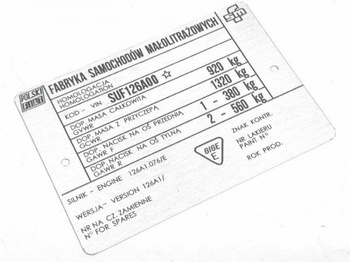 POLSKI
FIAT
FABRYKA SAMOCHODÓW MAŁOLITRAŻOWYCH
fsm
HOMOLOGACJA
HOMOLOGATION
KOD - VIN SUF126A00 ☆
DOP. MASA CAŁKOWITA
GVWR
920 kg
DOP. MASA Z PRZYCZEPĄ
GCWR
1320 kg
DOP. NACISK NA OŚ PRZEDNIĄ
GAWR F
1 - 380 kg
DOP. NACISK NA OŚ TYLNĄ
GAWR R
2 - 560 kg
SILNIK - ENGINE 126A1.076/E
WERSJA - VERSION 126A1/
NR NA CZ. ZAMIENNE
N° FOR SPARES
E
ZNAK KONTR.
NR LAKIERU
PAINT N°
ROK PROD.